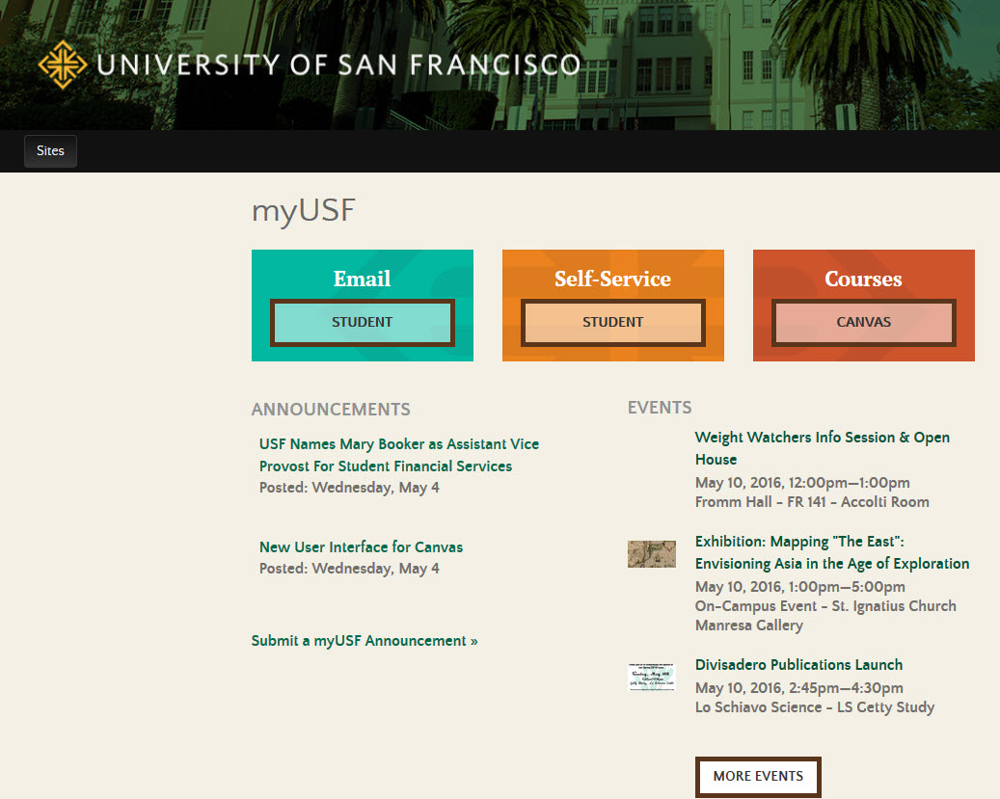 UNIVERSITY OF SAN FRANCISCO
Sites
myUSF
Email
STUDENT
Self-Service
STUDENT
Courses
CANVAS
ANNOUNCEMENTS
USF Names Mary Booker as Assistant Vice
Provost For Student Financial Services
Posted: Wednesday, May 4
New User Interface for Canvas
Posted: Wednesday, May 4
Submit a myUSF Announcement »
EVENTS
Weight Watchers Info Session & Open
House
May 10, 2016, 12:00pm—1:00pm
Fromm Hall - FR 141 - Accolti Room
Exhibition: Mapping "The East":
Envisioning Asia in the Age of Exploration
May 10, 2016, 1:00pm—5:00pm
On-Campus Event - St. Ignatius Church
Manresa Gallery
Divisadero Publications Launch
May 10, 2016, 2:45pm—4:30pm
Lo Schiavo Science - LS Getty Study
MORE EVENTS